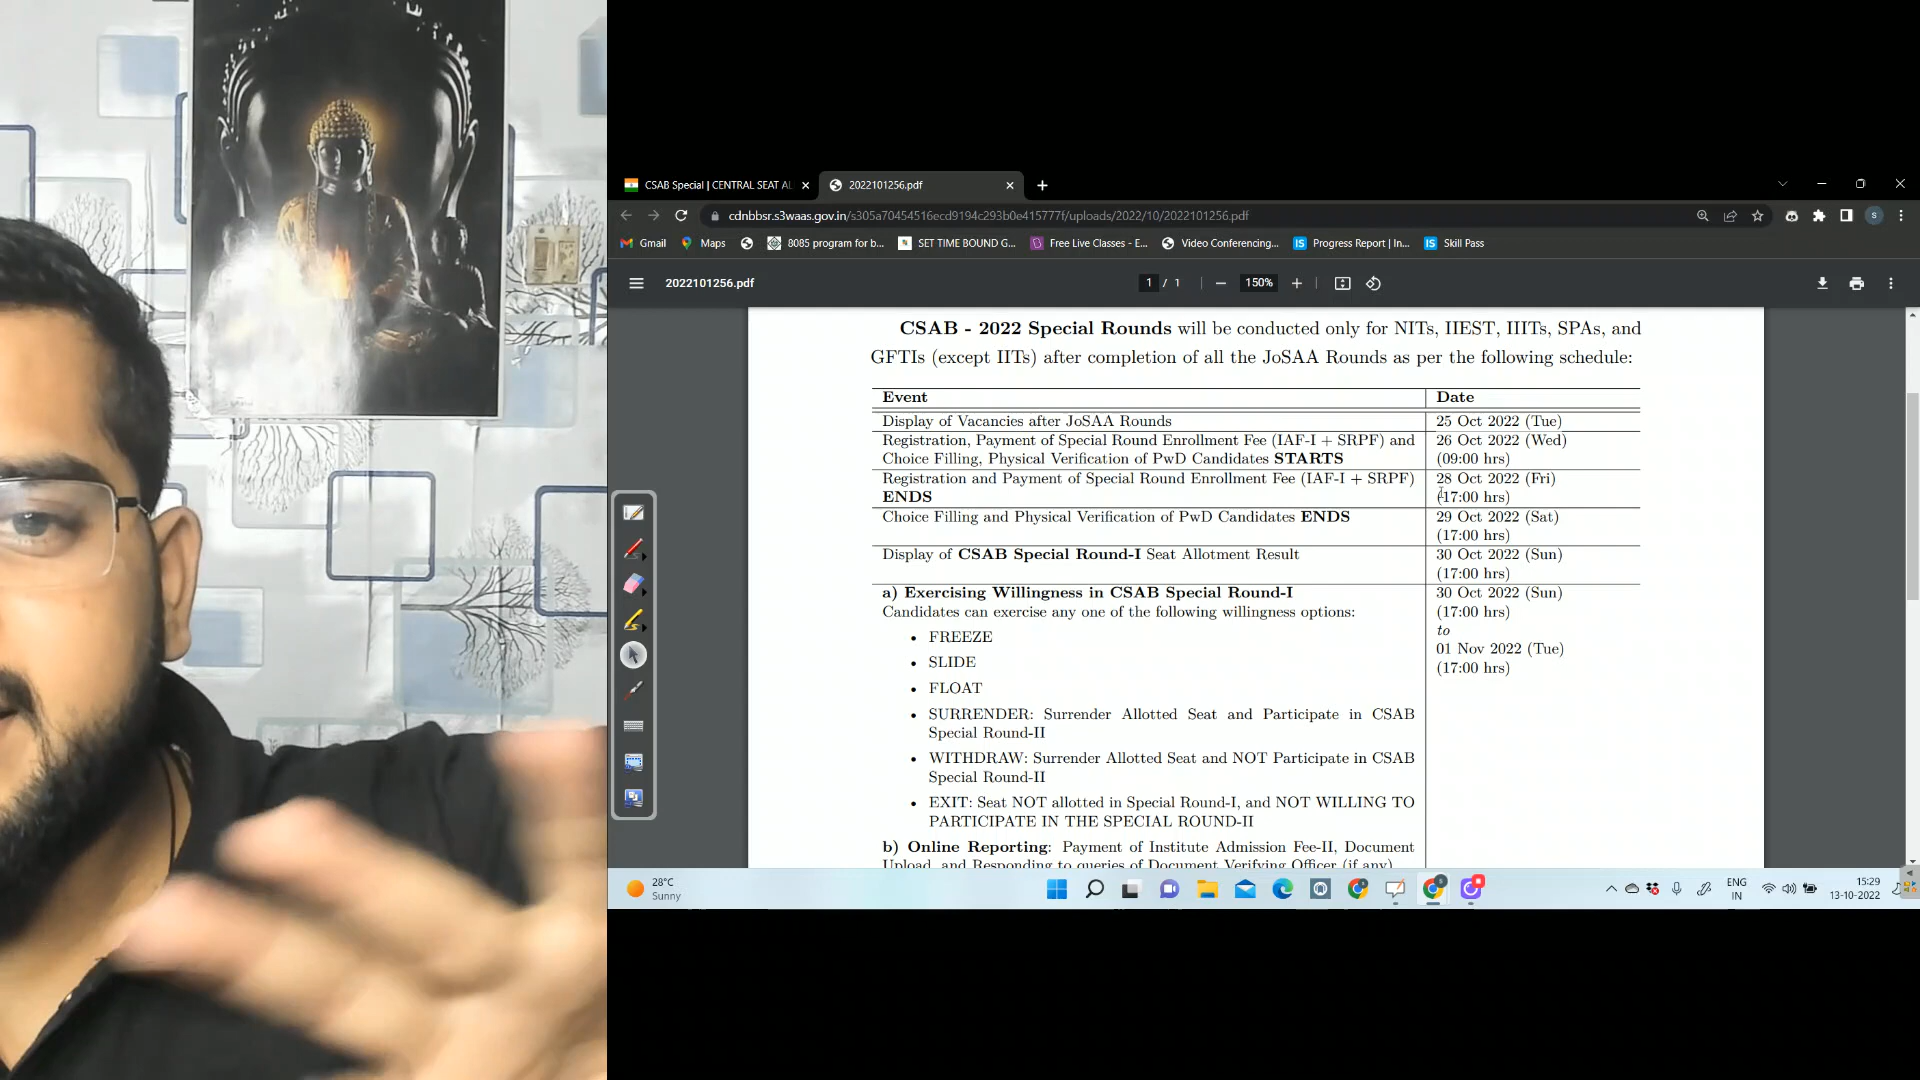 CSAB Special | CENTRAL SEAT AL
2022101256.pdf
cdnbbsr.s3waas.gov.in/s305a70454516ecd9194c293b0e415777f/uploads/2022/10/2022101256.pdf
Gmail
Maps
8085 program for b...
SET TIME BOUND G...
Free Live Classes - E...
Video Conferencing...
Progress Report | In...
Skill Pass
2022101256.pdf
1 / 1
150%
CSAB - 2022 Special Rounds will be conducted only for NITs, IIEST, IIITs, SPAs, and
GFTIs (except IITs) after completion of all the JoSAA Rounds as per the following schedule:
Event Date
Display of Vacancies after JoSAA Rounds 25 Oct 2022 (Tue)
Registration, Payment of Special Round Enrollment Fee (IAF-I + SRPF) and 26 Oct 2022 (Wed)
Choice Filling, Physical Verification of PwD Candidates STARTS (09:00 hrs)
Registration and Payment of Special Round Enrollment Fee (IAF-I + SRPF) 28 Oct 2022 (Fri)
ENDS (17:00 hrs)
Choice Filling and Physical Verification of PwD Candidates ENDS 29 Oct 2022 (Sat)
(17:00 hrs)
Display of CSAB Special Round-I Seat Allotment Result 30 Oct 2022 (Sun)
(17:00 hrs)
a) Exercising Willingness in CSAB Special Round-I 30 Oct 2022 (Sun)
Candidates can exercise any one of the following willingness options: (17:00 hrs)
to
• FREEZE
01 Nov 2022 (Tue)
• SLIDE (17:00 hrs)
• FLOAT
• SURRENDER: Surrender Allotted Seat and Participate in CSAB
Special Round-II
• WITHDRAW: Surrender Allotted Seat and NOT Participate in CSAB
Special Round-II
• EXIT: Seat NOT allotted in Special Round-I, and NOT WILLING TO
PARTICIPATE IN THE SPECIAL ROUND-II
b) Online Reporting: Payment of Institute Admission Fee-II, Document
Upload, and Responding to queries of Document Verifying Officer (if any)
28°C
Sunny
ENG
IN
15:29
13-10-2022